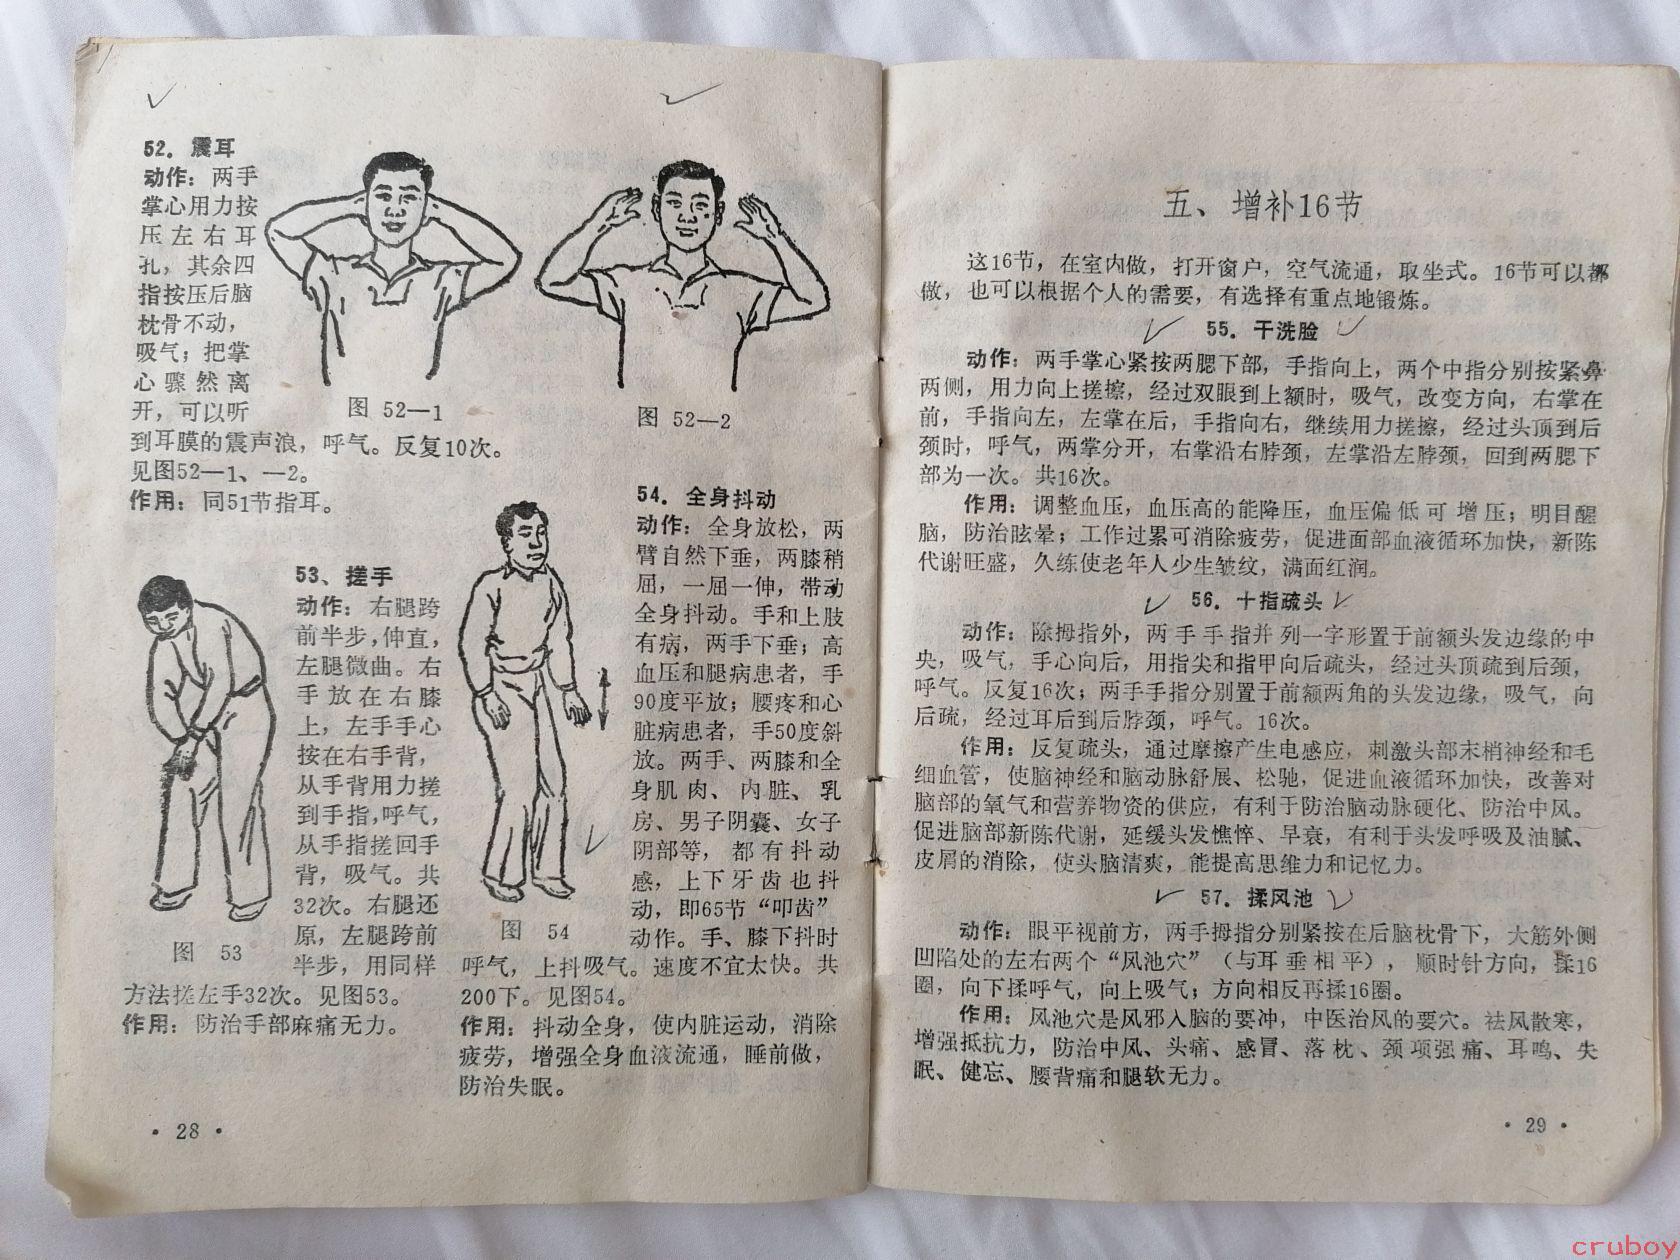 52．震耳
动作：两手
掌心用力按
压左右耳
孔，其余四
指按压后脑
枕骨不动，
吸气；把掌
心骤然离
开，可以听
到耳膜的震声浪，呼气。反复10次。
见图52—1、—2。
作用：同51节指耳。
图 52—1
图 52—2
53、搓手
动作：右腿跨
前半步，伸直，
左腿微曲。右
手放在右膝
上，左手手心
按在右手背，
从手背用力搓
到手指，呼气，
从手指搓回手
背，吸气。共
32次。右腿还
原，左腿跨前
半步，用同样
方法搓左手32次。见图53。
作用：防治手部麻痛无力。
图 53
54．全身抖动
动作：全身放松，两
臂自然下垂，两膝稍
屈，一屈一伸，带动
全身抖动。手和上肢
有病，两手下垂；高
血压和腿病患者，手
90度平放；腰疼和心
脏病患者，手50度斜
放。两手、两膝和全
身肌肉、内脏、乳
房、男子阴囊、女子
阴部等，都有抖动
感，上下牙齿也抖
动，即65节“叩齿”
动作。手、膝下抖时
呼气，上抖吸气。速度不宜太快。共
200下。见图54。
作用：抖动全身，使内脏运动，消除
疲劳，增强全身血液流通，睡前做，
防治失眠。
图 54
·28·
五、增补16节
这16节，在室内做，打开窗户，空气流通，取坐式。16节可以都
做，也可以根据个人的需要，有选择有重点地锻炼。
55．干洗脸
动作：两手掌心紧按两腮下部，手指向上，两个中指分别按紧鼻
两侧，用力向上搓擦，经过双眼到上额时，吸气，改变方向，右掌在
前，手指向左，左掌在后，手指向右，继续用力搓擦，经过头顶到后
颈时，呼气，两掌分开，右掌沿右脖颈，左掌沿左脖颈，回到两腮下
部为一次。共16次。
作用：调整血压，血压高的能降压，血压偏低可增压；明目醒
脑，防治眩晕；工作过累可消除疲劳，促进面部血液循环加快，新陈
代谢旺盛，久练使老年人少生皱纹，满面红润。
56．十指疏头
动作：除拇指外，两手手指并列一字形置于前额头发边缘的中
央，吸气，手心向后，用指尖和指甲向后疏头，经过头顶疏到后颈，
呼气。反复16次；两手手指分别置于前额两角的头发边缘，吸气，向
后疏，经过耳后到后脖颈，呼气。16次。
作用：反复疏头，通过摩擦产生电感应，刺激头部末梢神经和毛
细血管，使脑神经和脑动脉舒展、松驰，促进血液循环加快，改善对
脑部的氧气和营养物资的供应，有利于防治脑动脉硬化、防治中风。
促进脑部新陈代谢，延缓头发憔悴、早衰，有利于头发呼吸及油腻、
皮屑的消除，使头脑清爽，能提高思维力和记忆力。
57．揉风池
动作：眼平视前方，两手拇指分别紧按在后脑枕骨下，大筋外侧
凹陷处的左右两个“风池穴”（与耳垂相平），顺时针方向，揉16
圈，向下揉呼气，向上吸气；方向相反再揉16圈。
作用：风池穴是风邪入脑的要冲，中医治风的要穴。祛风散寒，
增强抵抗力，防治中风、头痛、感冒、落枕、颈项强痛、耳鸣、失
眠、健忘、腰背痛和腿软无力。
·29·
cruboy